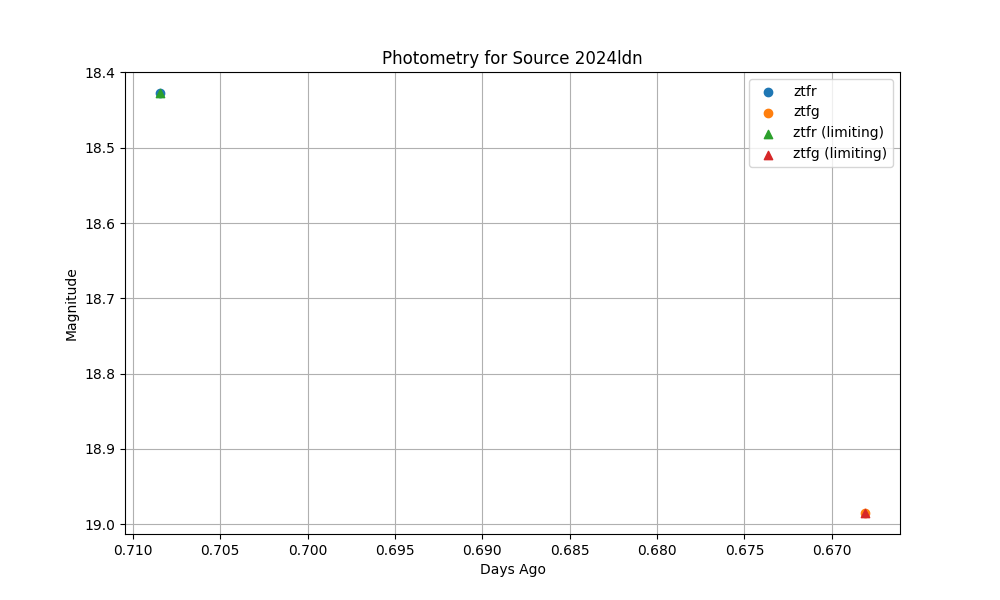 Photometry for Source 2024ldn
ztfr
ztfg
ztfr (limiting)
ztfg (limiting)
Magnitude
18.4
18.5
18.6
18.7
18.8
18.9
19.0
0.710 0.705 0.700 0.695 0.690 0.685 0.680 0.675 0.670
Days Ago